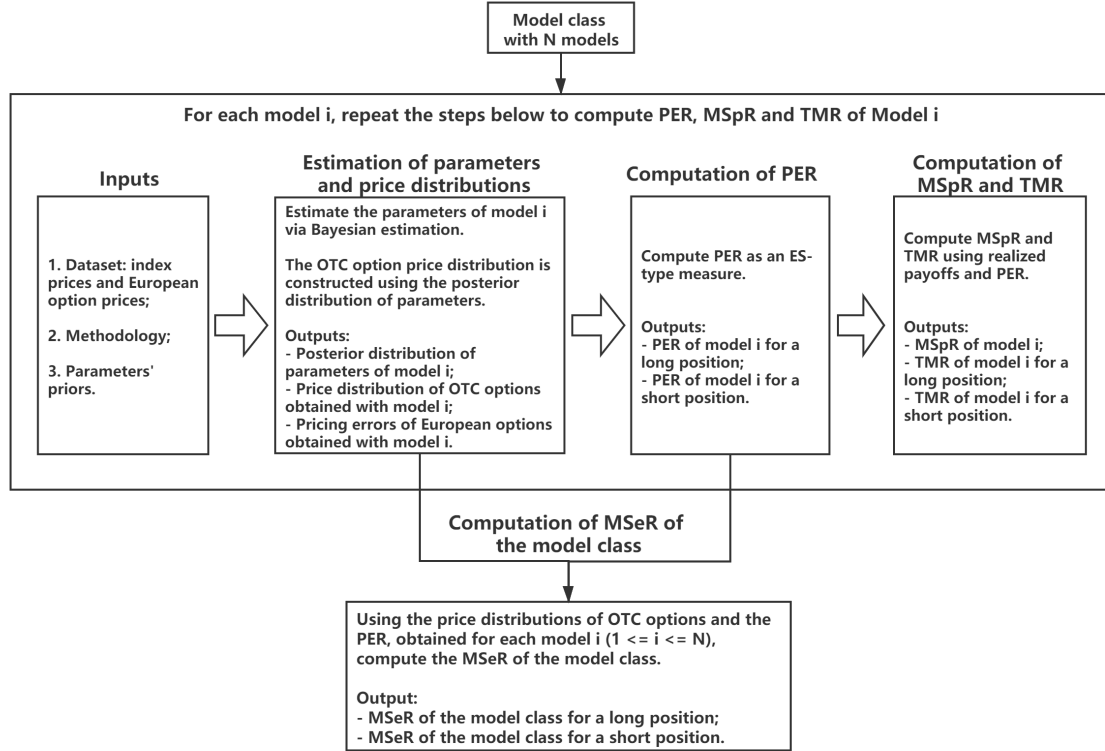 Model class
with N models
For each model i, repeat the steps below to compute PER, MSpR and TMR of Model i
Inputs
1. Dataset: index
prices and European
option prices;
2. Methodology;
3. Parameters'
priors.
Estimation of parameters
and price distributions
Estimate the parameters of model i
via Bayesian estimation.
The OTC option price distribution is
constructed using the posterior
distribution of parameters.
Outputs:
- Posterior distribution of
parameters of model i;
- Price distribution of OTC options
obtained with model i;
- Pricing errors of European options
obtained with model i.
Computation of PER
Compute PER as an ES-
type measure.
Outputs:
- PER of model i for a
long position;
- PER of model i for a
short position.
Computation of
MSpR and TMR
Compute MSpR and
TMR using realized
payoffs and PER.
Outputs:
- MSpR of model i;
- TMR of model i for a
long position;
- TMR of model i for a
short position.
Computation of MSeR of
the model class
Using the price distributions of OTC options and the
PER, obtained for each model i (1 <= i <= N),
compute the MSeR of the model class.
Output:
- MSeR of the model class for a long position;
- MSeR of the model class for a short position.